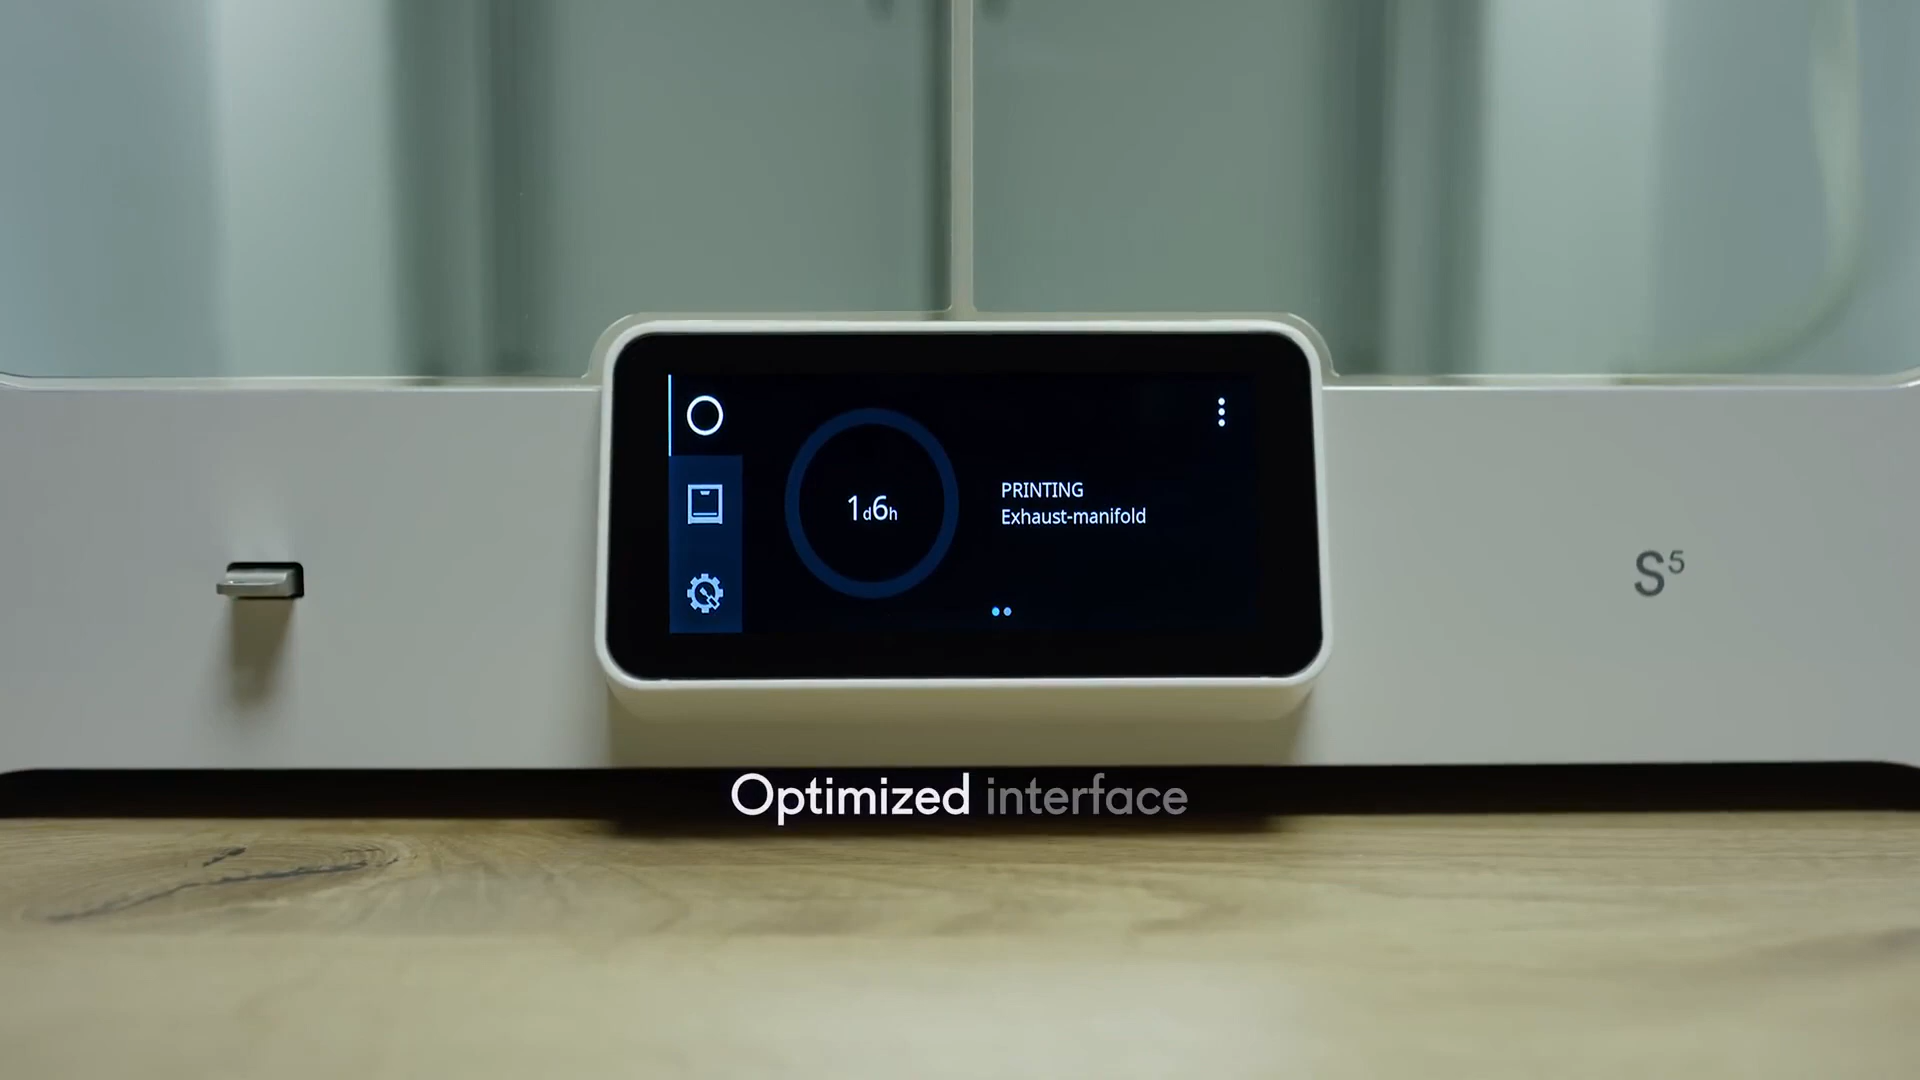 1d6h
PRINTING
Exhaust-manifold
S5
Optimized interface